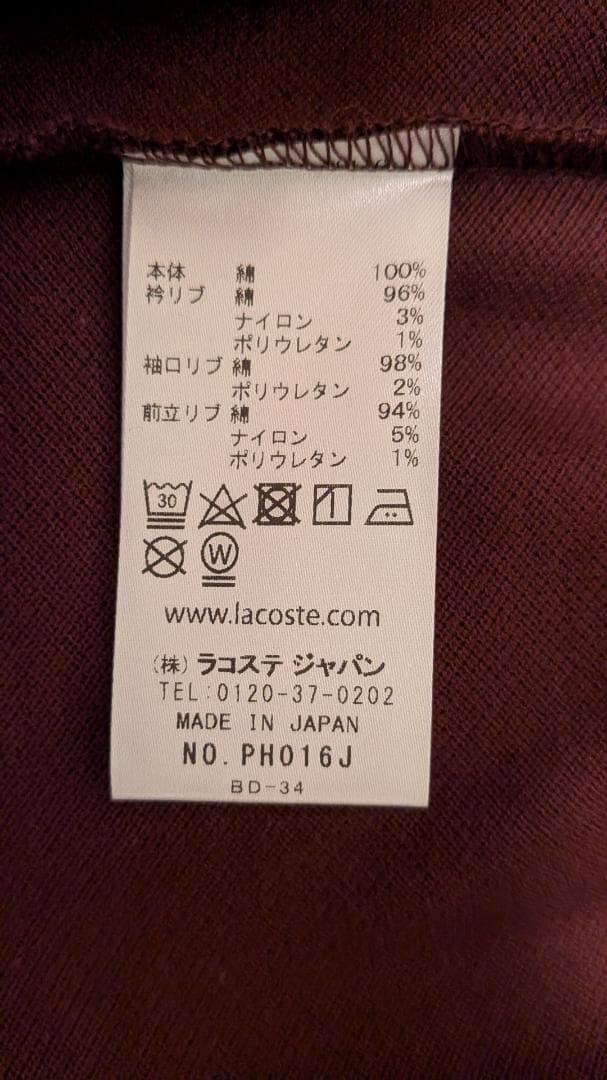 本体 綿 100%
衿リブ 綿 96%
ナイロン 3%
ポリウレタン 1%
袖口リブ 綿 98%
ポリウレタン 2%
前立リブ 綿 94%
ナイロン 5%
ポリウレタン 1%
30
W
www.lacoste.com
(株) ラコステ ジャパン
TEL:0120-37-0202
MADE IN JAPAN
NO. PH016J
BD-34